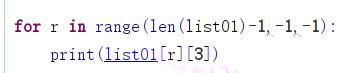 for r in range(len(list01)-1,-1,-1):
    print(list01[r][3])